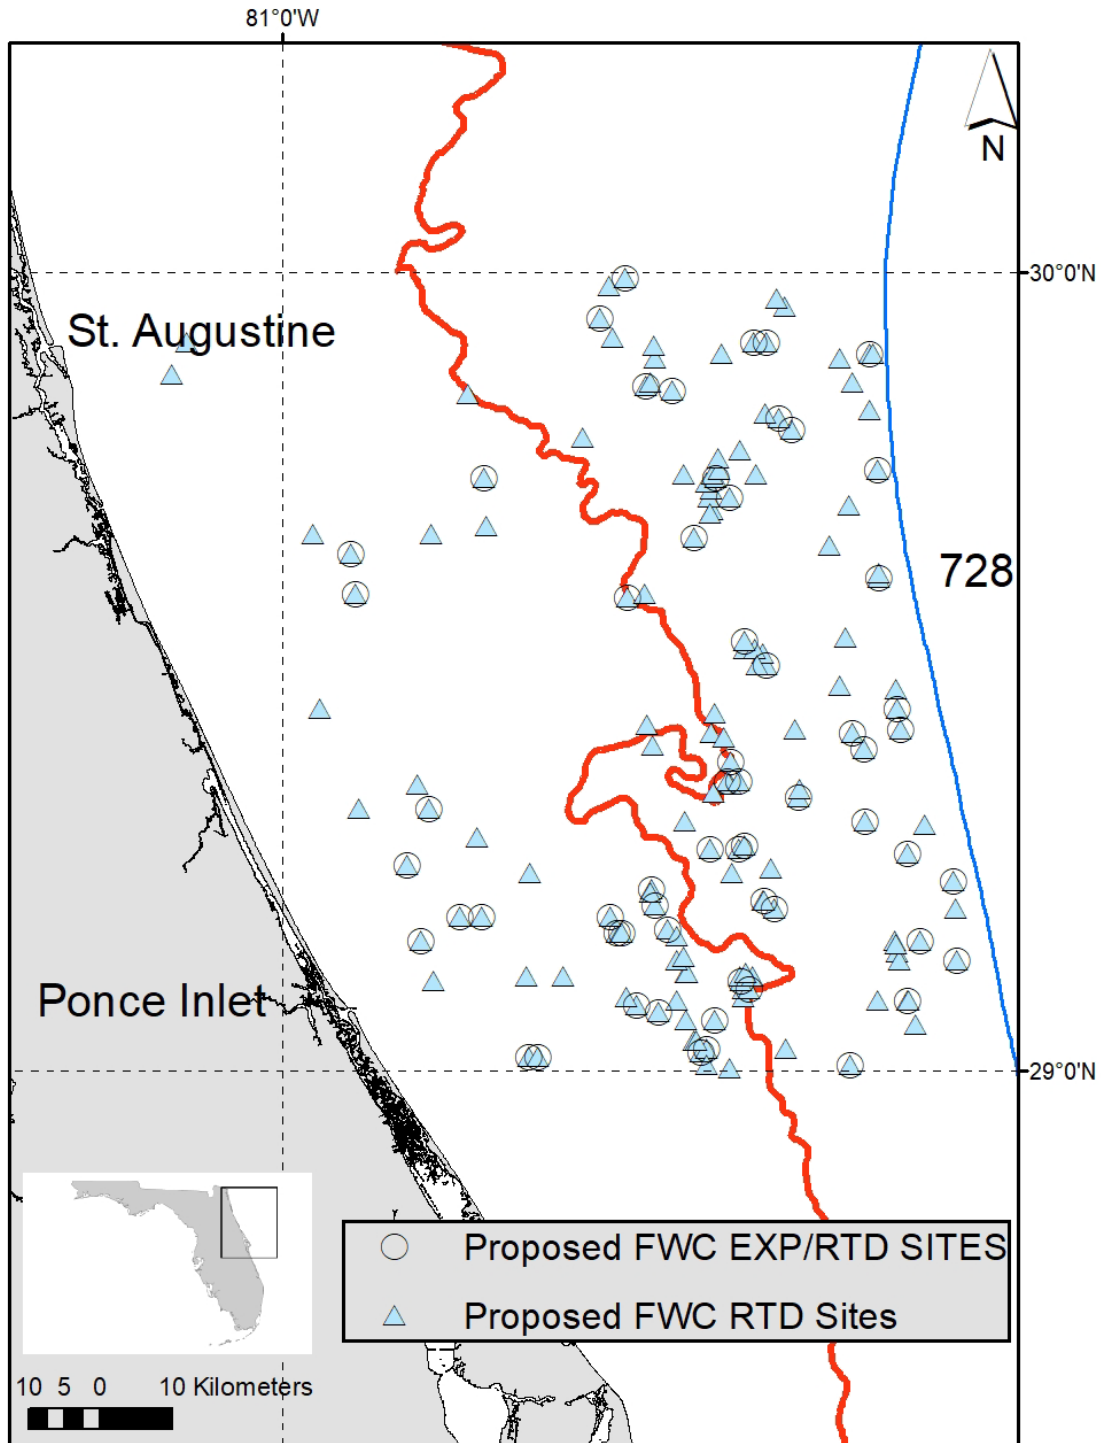 81°0'W
N
30°0'N
St. Augustine
728
Ponce Inlet
29°0'N
Proposed FWC EXP/RTD SITES
Proposed FWC RTD Sites
10 5 0 10 Kilometers